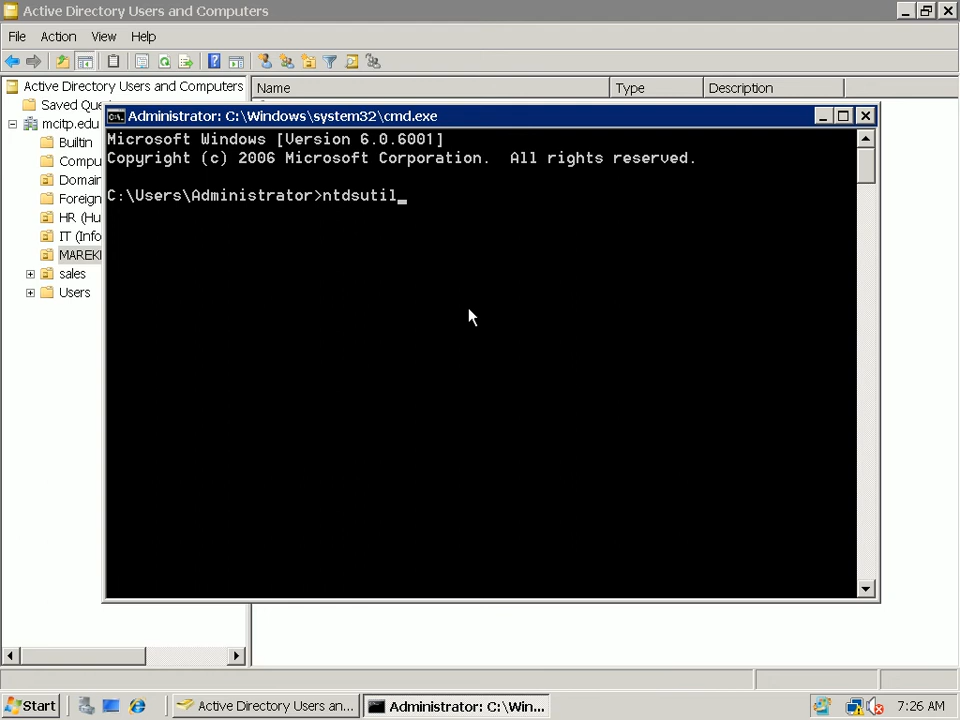 Active Directory Users and Computers
File Action View Help
Active Directory Users and Computers
Saved Que
mcitp.edu
Builtin
Compu
Domain
Foreign
HR (Hu
IT (Info
MAREK
sales
Users
Name Type Description
Administrator: C:\Windows\system32\cmd.exe
Microsoft Windows [Version 6.0.6001]
Copyright (c) 2006 Microsoft Corporation. All rights reserved.
C:\Users\Administrator>ntdsutil_
Start Active Directory Users an... Administrator: C:\Win... 7:26 AM